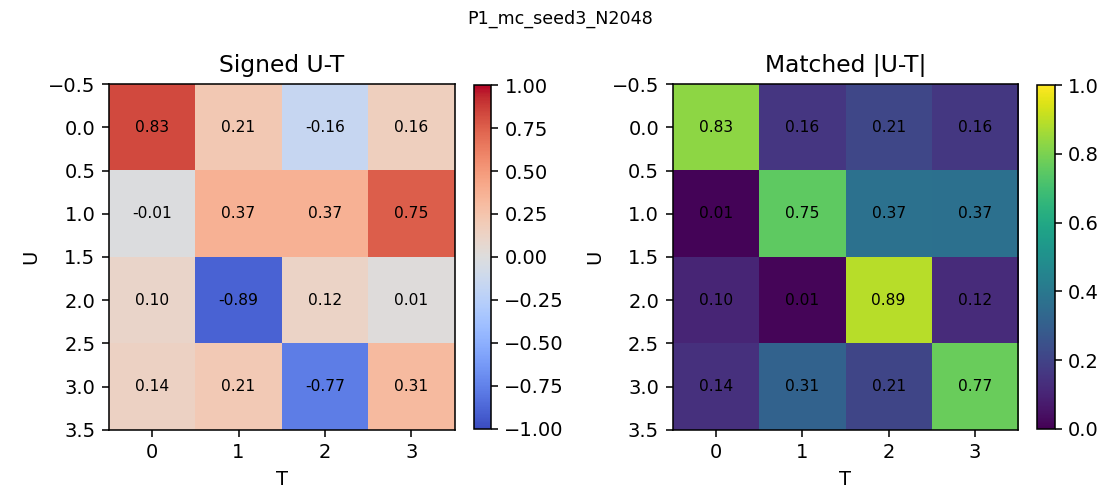 P1_mc_seed3_N2048
Signed U-T
Matched |U-T|
−0.5
0.0
0.5
1.0
1.5
2.0
2.5
3.0
3.5
U
0.83 0.21 -0.16 0.16
-0.01 0.37 0.37 0.75
0.10 -0.89 0.12 0.01
0.14 0.21 -0.77 0.31
0 1 2 3
T
1.00
0.75
0.50
0.25
0.00
−0.25
−0.50
−0.75
−1.00
−0.5
0.0
0.5
1.0
1.5
2.0
2.5
3.0
3.5
U
0.83 0.16 0.21 0.16
0.01 0.75 0.37 0.37
0.10 0.01 0.89 0.12
0.14 0.31 0.21 0.77
0 1 2 3
T
1.0
0.8
0.6
0.4
0.2
0.0